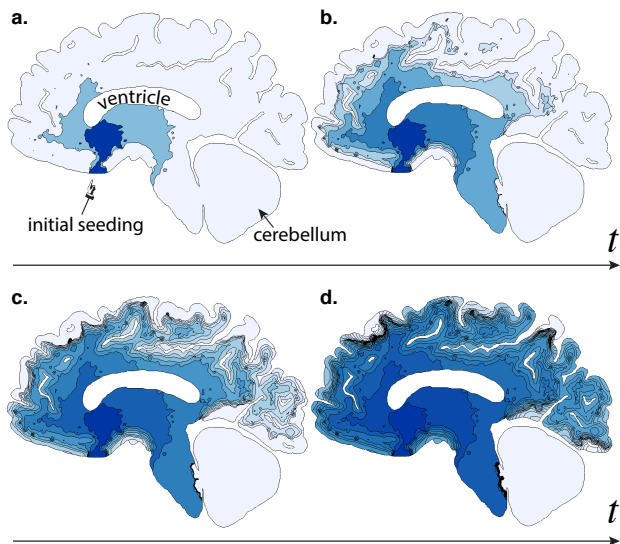 a.
b.
ventricle
initial seeding
cerebellum
t
c.
d.
t